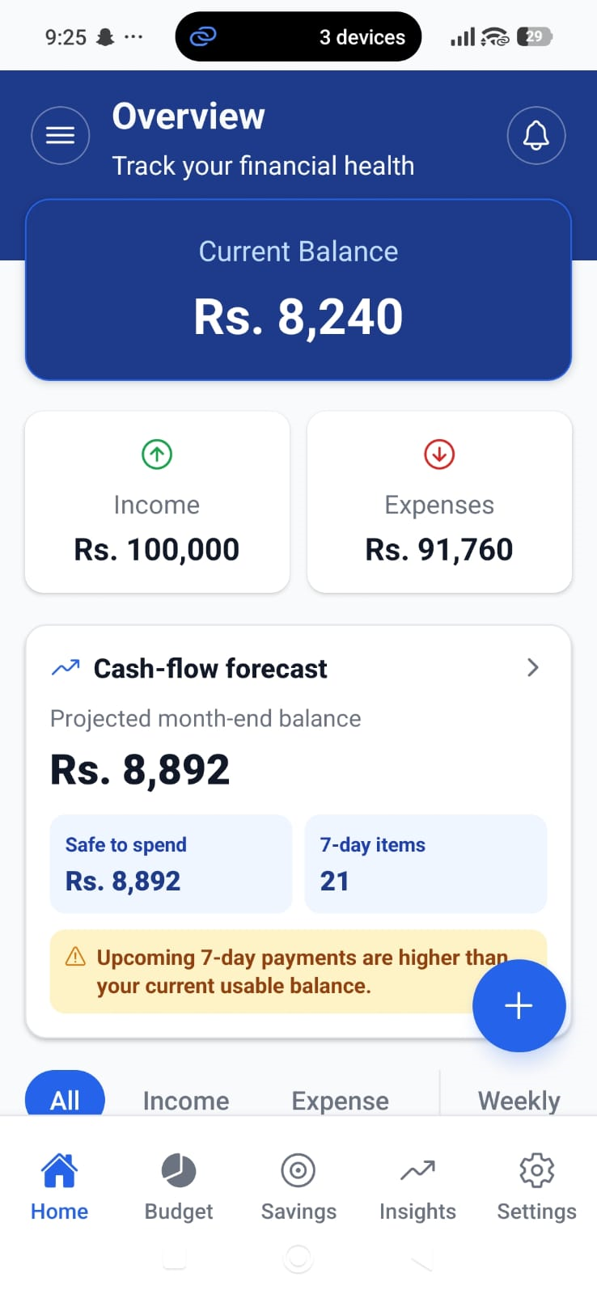 9:25 ...
3 devices
29
Overview
Track your financial health
Current Balance
Rs. 8,240
Income
Rs. 100,000
Expenses
Rs. 91,760
Cash-flow forecast
Projected month-end balance
Rs. 8,892
Safe to spend
Rs. 8,892
7-day items
21
Upcoming 7-day payments are higher than
your current usable balance.
All Income Expense Weekly
Home Budget Savings Insights Settings